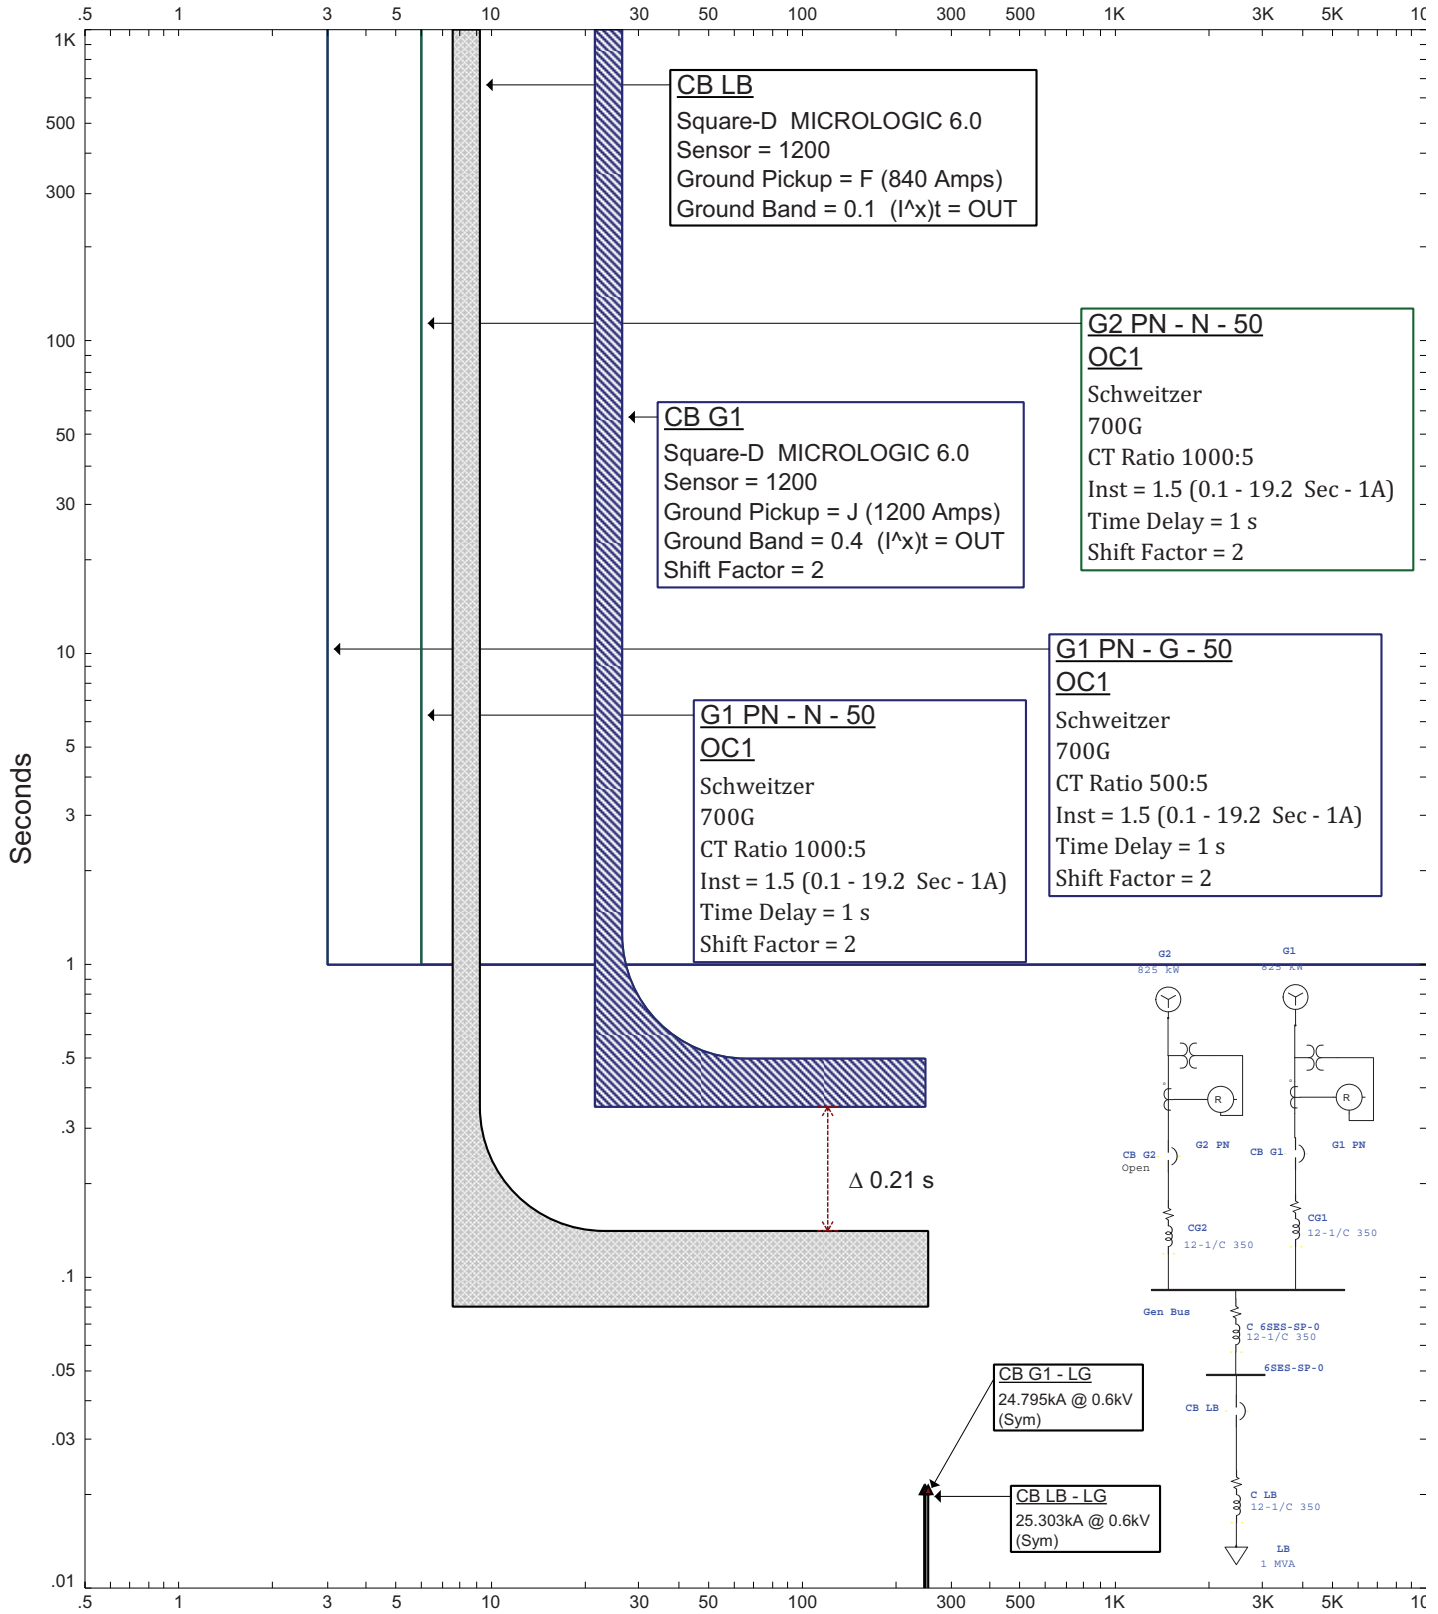 .5 1 3 5 10 30 50 100 300 500 1K 3K 5K 10
1K
500
300
100
50
30
10
5
3
1
.5
.3
.1
.05
.03
.01
Seconds
CB LB
Square-D MICROLOGIC 6.0
Sensor = 1200
Ground Pickup = F (840 Amps)
Ground Band = 0.1 (I^x)t = OUT
G2 PN - N - 50
OC1
Schweitzer
700G
CT Ratio 1000:5
Inst = 1.5 (0.1 - 19.2 Sec - 1A)
Time Delay = 1 s
Shift Factor = 2
CB G1
Square-D MICROLOGIC 6.0
Sensor = 1200
Ground Pickup = J (1200 Amps)
Ground Band = 0.4 (I^x)t = OUT
Shift Factor = 2
G1 PN - G - 50
OC1
Schweitzer
700G
CT Ratio 500:5
Inst = 1.5 (0.1 - 19.2 Sec - 1A)
Time Delay = 1 s
Shift Factor = 2
G1 PN - N - 50
OC1
Schweitzer
700G
CT Ratio 1000:5
Inst = 1.5 (0.1 - 19.2 Sec - 1A)
Time Delay = 1 s
Shift Factor = 2
Δ 0.21 s
G2
825 kW
G1
825 kW
R
R
G2 PN
G1 PN
CB G2
Open
CB G1
CG2
12-1/C 350
CG1
12-1/C 350
Gen Bus
C 6SES-SP-0
12-1/C 350
6SES-SP-0
CB LB
C LB
12-1/C 350
LB
1 MVA
CB G1 - LG
24.795kA @ 0.6kV
(Sym)
CB LB - LG
25.303kA @ 0.6kV
(Sym)
.5 1 3 5 10 30 50 100 300 500 1K 3K 5K 10